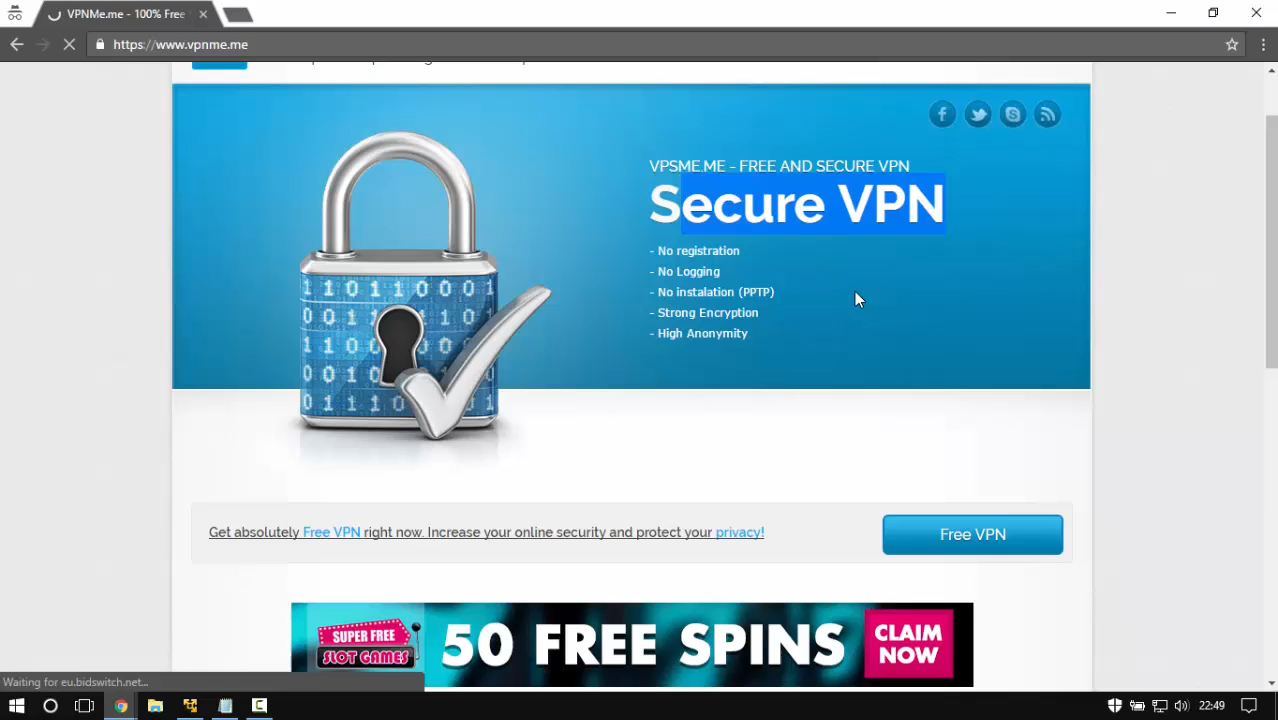 VPNMe.me - 100% Free
https://www.vpnme.me
VPSME.ME - FREE AND SECURE VPN
Secure VPN
- No registration
- No Logging
- No instalation (PPTP)
- Strong Encryption
- High Anonymity
Get absolutely Free VPN right now. Increase your online security and protect your privacy!
Free VPN
SUPER FREE
SLOT GAMES
50 FREE SPINS
CLAIM
NOW
Waiting for eu.bidswitch.net...
22:49